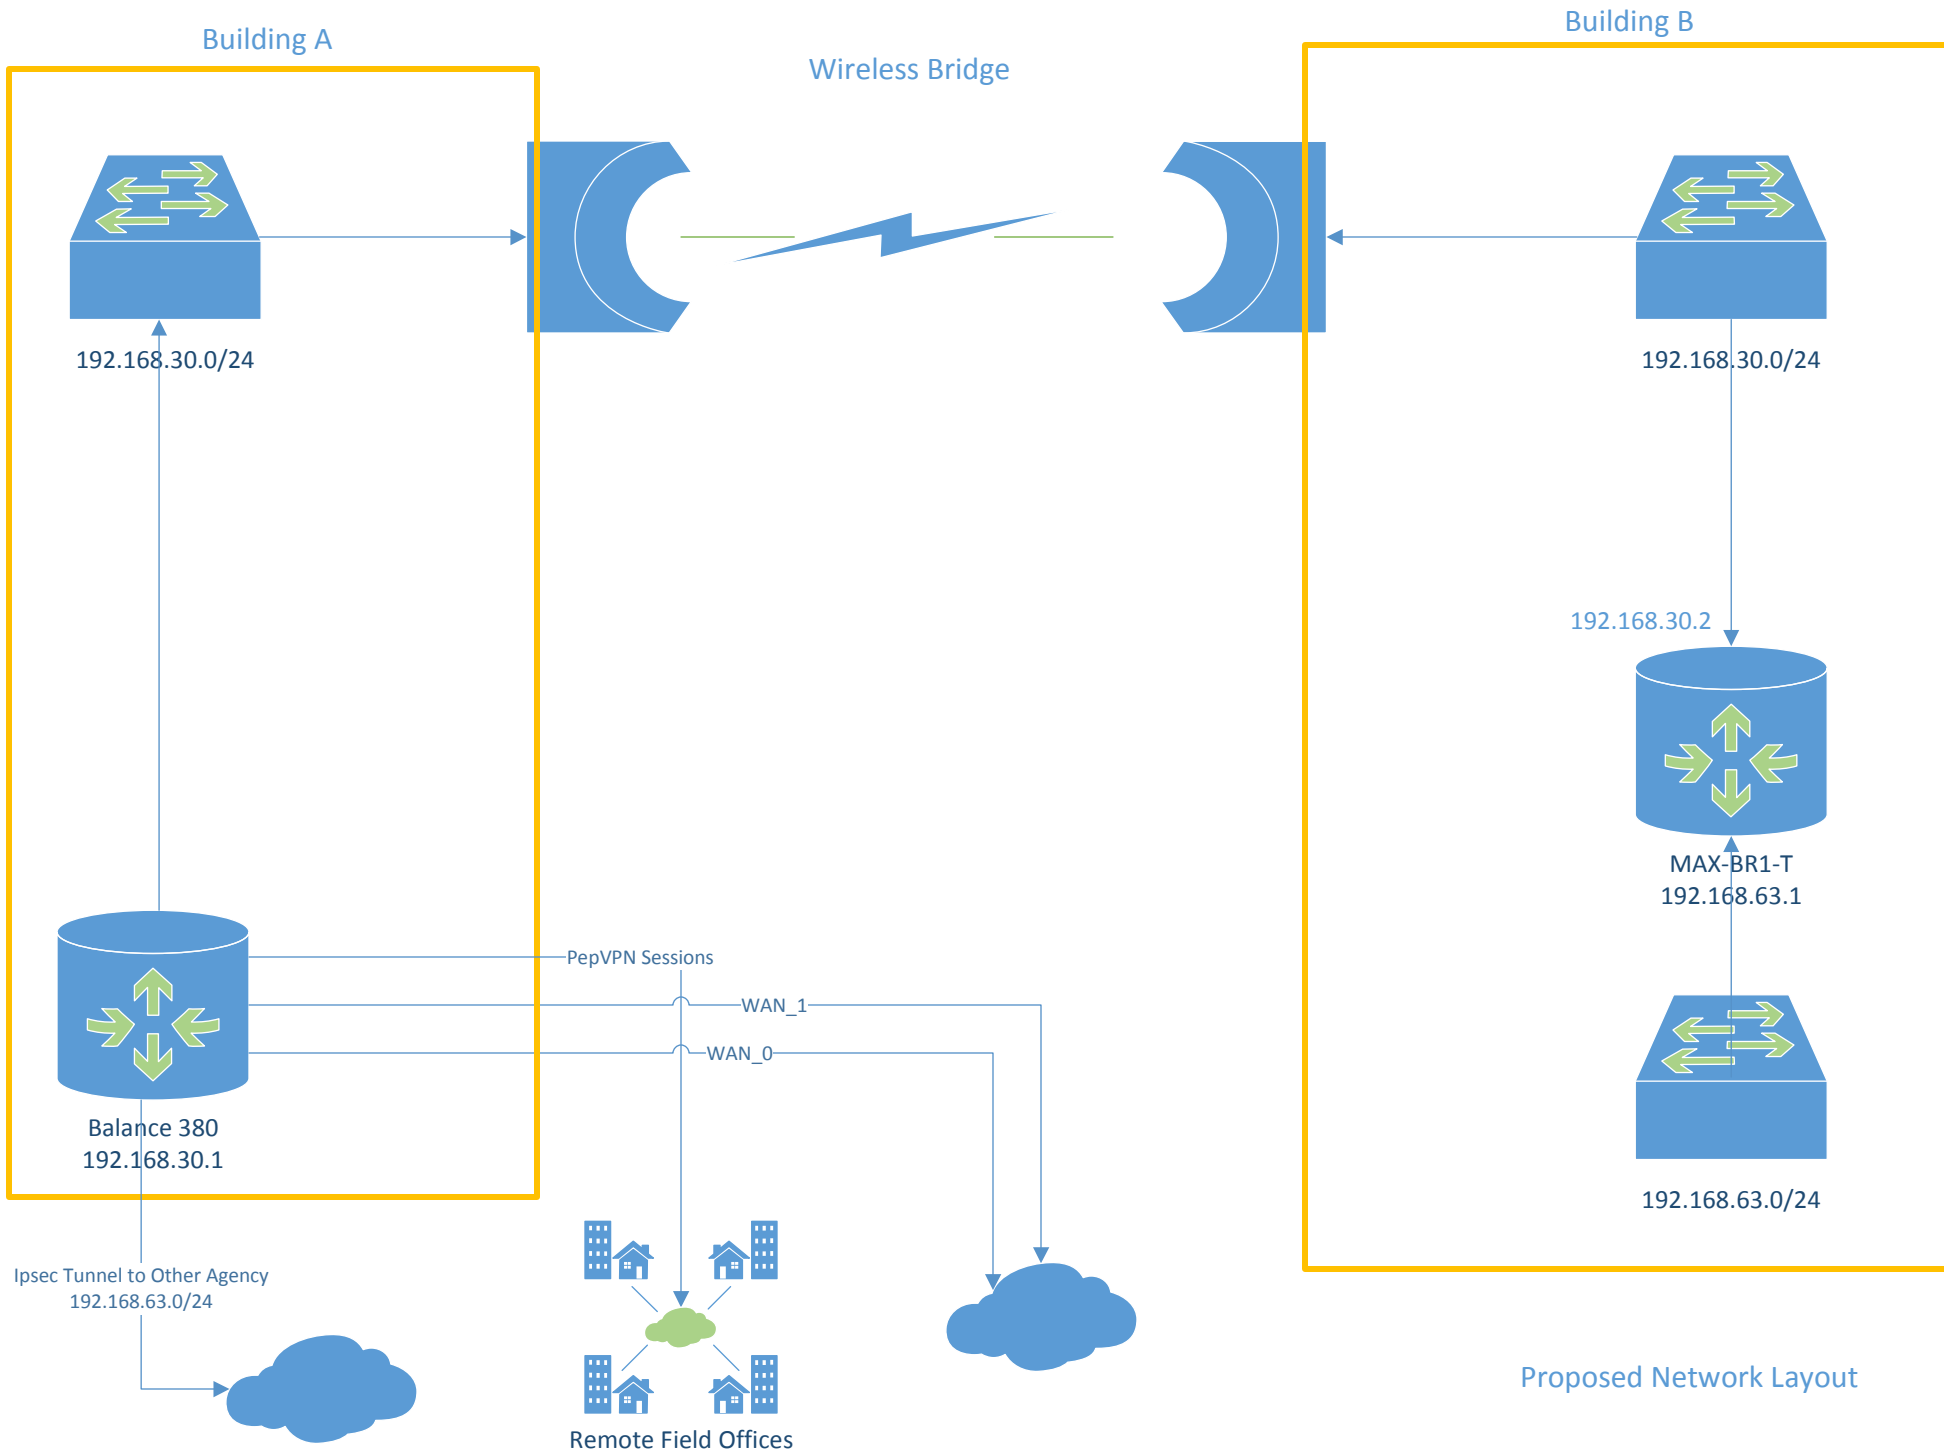 Building A
Wireless Bridge
Building B
192.168.30.0/24
192.168.30.0/24
192.168.30.2
MAX-BR1-T
192.168.63.1
PepVPN Sessions
WAN_1
WAN_0
Balance 380
192.168.30.1
192.168.63.0/24
Ipsec Tunnel to Other Agency
192.168.63.0/24
Proposed Network Layout
Remote Field Offices